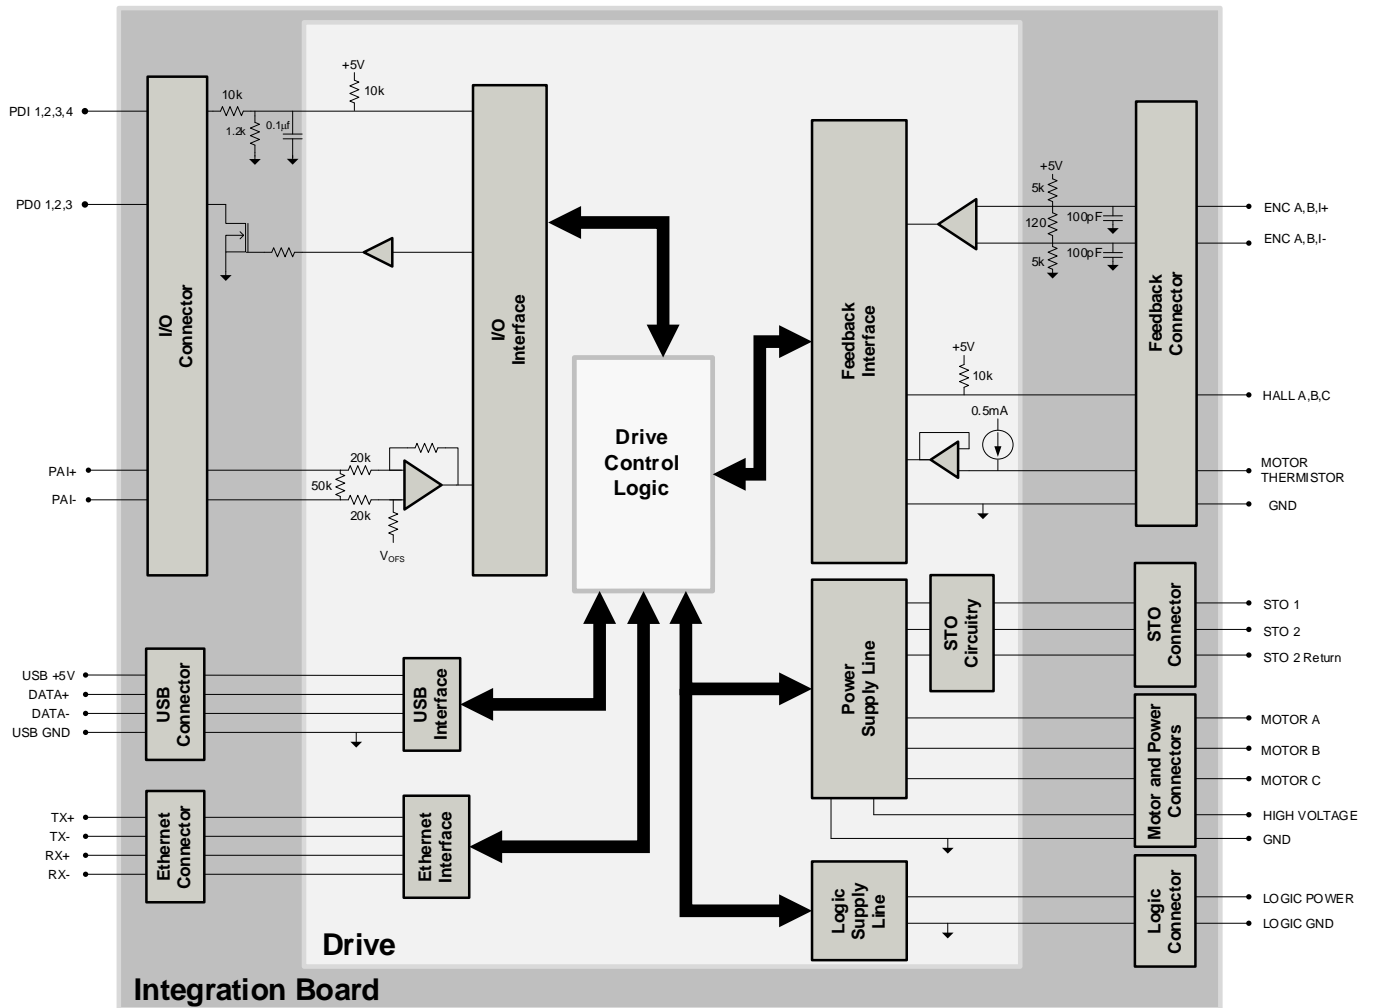 +5V
10k
10k
PDI 1,2,3,4
1.2k
0.1µf
PD0 1,2,3
I/O
Connector
I/O
Interface
PAI+
PAI-
20k
50k
20k
VOFS
Drive
Control
Logic
Feedback
Interface
+5V
5k
120
5k
100pF
100pF
Feedback
Connector
ENC A,B,I+
ENC A,B,I-
+5V
10k
0.5mA
HALL A,B,C
MOTOR
THERMISTOR
GND
USB +5V
DATA+
DATA-
USB GND
USB
Connector
USB
Interface
TX+
TX-
RX+
RX-
Ethernet
Connector
Ethernet
Interface
Power
Supply Line
STO
Circuitry
STO
Connector
STO 1
STO 2
STO 2 Return
Motor and Power
Connectors
MOTOR A
MOTOR B
MOTOR C
HIGH VOLTAGE
GND
Logic
Supply
Line
Logic
Connector
LOGIC POWER
LOGIC GND
Drive
Integration Board